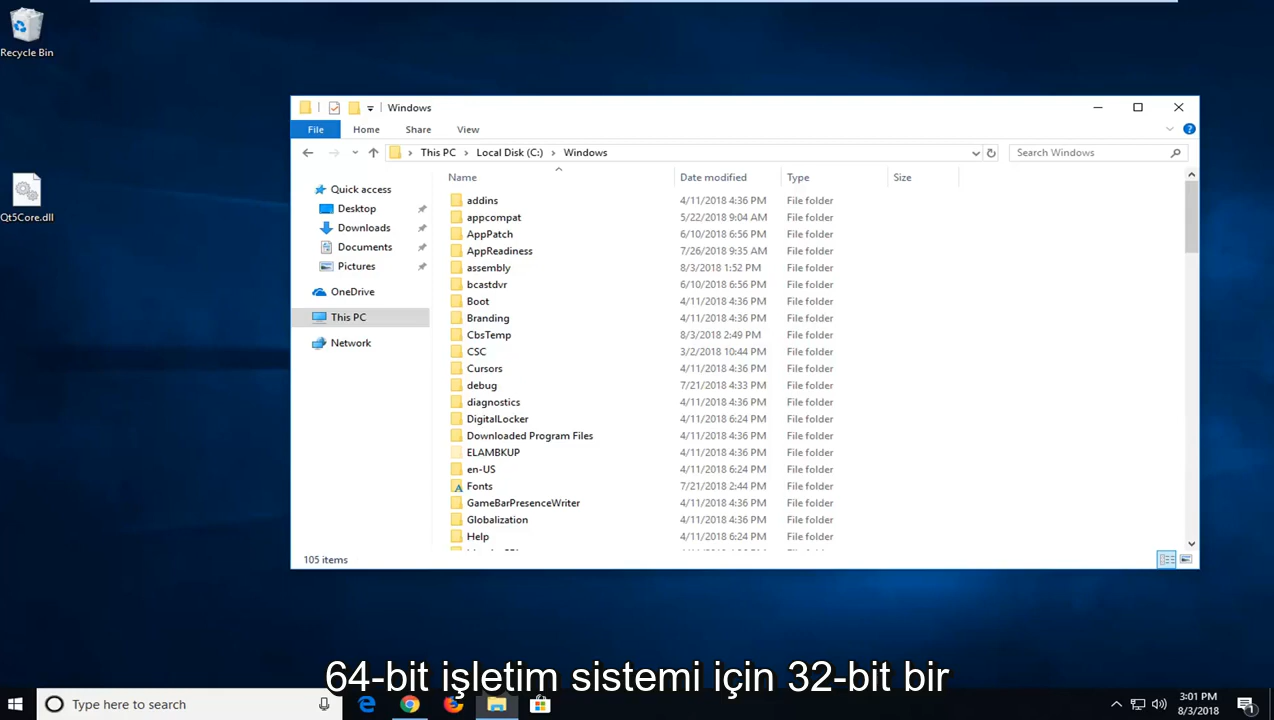 Recycle Bin
Qt5Core.dll
Windows
File Home Share View
This PC Local Disk (C:) Windows
Search Windows
Name Date modified Type Size
Quick access
Desktop
Downloads
Documents
Pictures
OneDrive
This PC
Network
addins 4/11/2018 4:36 PM File folder
appcompat 5/22/2018 9:04 AM File folder
AppPatch 6/10/2018 6:56 PM File folder
AppReadiness 7/26/2018 9:35 AM File folder
assembly 8/3/2018 1:52 PM File folder
bcastdvr 6/10/2018 6:56 PM File folder
Boot 4/11/2018 4:36 PM File folder
Branding 4/11/2018 4:36 PM File folder
CbsTemp 8/3/2018 2:49 PM File folder
CSC 3/2/2018 10:44 PM File folder
Cursors 4/11/2018 4:36 PM File folder
debug 7/21/2018 4:33 PM File folder
diagnostics 4/11/2018 4:36 PM File folder
DigitalLocker 4/11/2018 6:24 PM File folder
Downloaded Program Files 4/11/2018 4:36 PM File folder
ELAMBKUP 4/11/2018 4:36 PM File folder
en-US 4/11/2018 6:24 PM File folder
Fonts 7/21/2018 2:44 PM File folder
GameBarPresenceWriter 4/11/2018 4:36 PM File folder
Globalization 4/11/2018 4:36 PM File folder
Help 4/11/2018 6:24 PM File folder
105 items
64-bit işletim sistemi için 32-bit bir
Type here to search
3:01 PM
8/3/2018
1